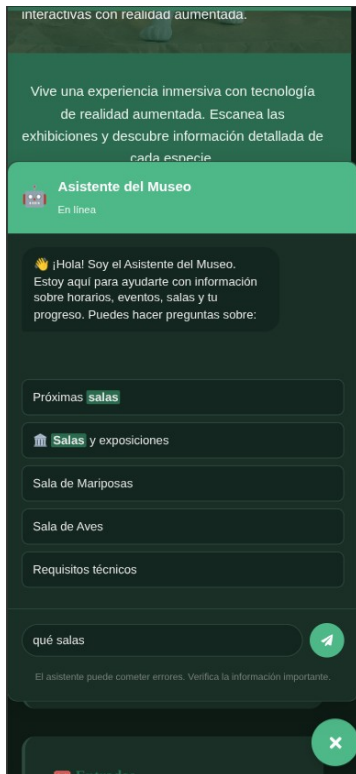 interactivas con realidad aumentada.
Vive una experiencia inmersiva con tecnología
de realidad aumentada. Escanea las
exhibiciones y descubre información detallada de
cada especie
Asistente del Museo
En línea
👋 ¡Hola! Soy el Asistente del Museo.
Estoy aquí para ayudarte con información
sobre horarios, eventos, salas y tu
progreso. Puedes hacer preguntas sobre:
Próximas salas
🏛️ Salas y exposiciones
Sala de Mariposas
Sala de Aves
Requisitos técnicos
qué salas
El asistente puede cometer errores. Verifica la información importante.